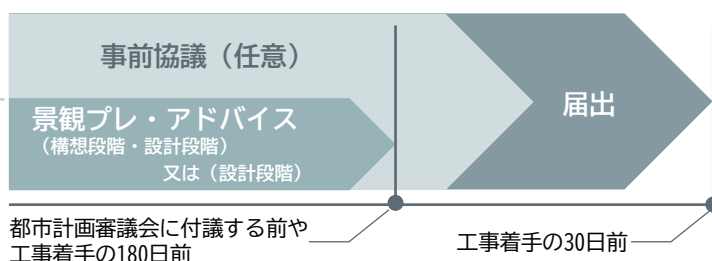 事前協議（任意）
景観プレ・アドバイス
（構想段階・設計段階）
又は（設計段階）
届出
都市計画審議会に付議する前や
工事着手の180日前
工事着手の30日前